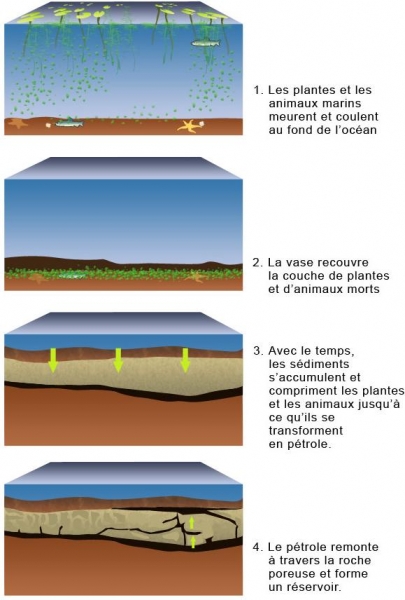 1. Les plantes et les
animaux marins
meurent et coulent
au fond de l'océan
2. La vase recouvre
la couche de plantes
et d'animaux morts
3. Avec le temps,
les sédiments
s'accumulent et
compriment les plantes
et les animaux jusqu'à
ce qu'ils se
transforment
en pétrole.
4. Le pétrole remonte
à travers la roche
poreuse et forme
un réservoir.